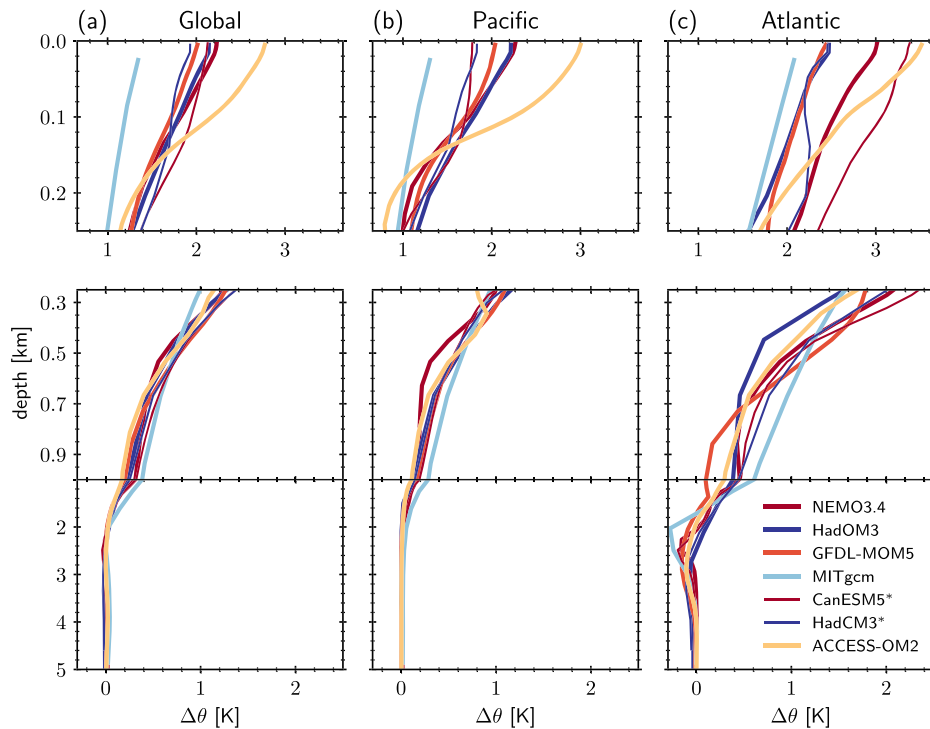 (a) Global
(b) Pacific
(c) Atlantic
0.0
0.1
0.2
1 2 3
1 2 3
1 2 3
0.3
0.5
0.7
0.9
depth [km]
2
3
4
5
NEMO3.4
HadOM3
GFDL-MOM5
MITgcm
CanESM5*
HadCM3*
ACCESS-OM2
0 1 2
0 1 2
0 1 2
Δθ [K]
Δθ [K]
Δθ [K]